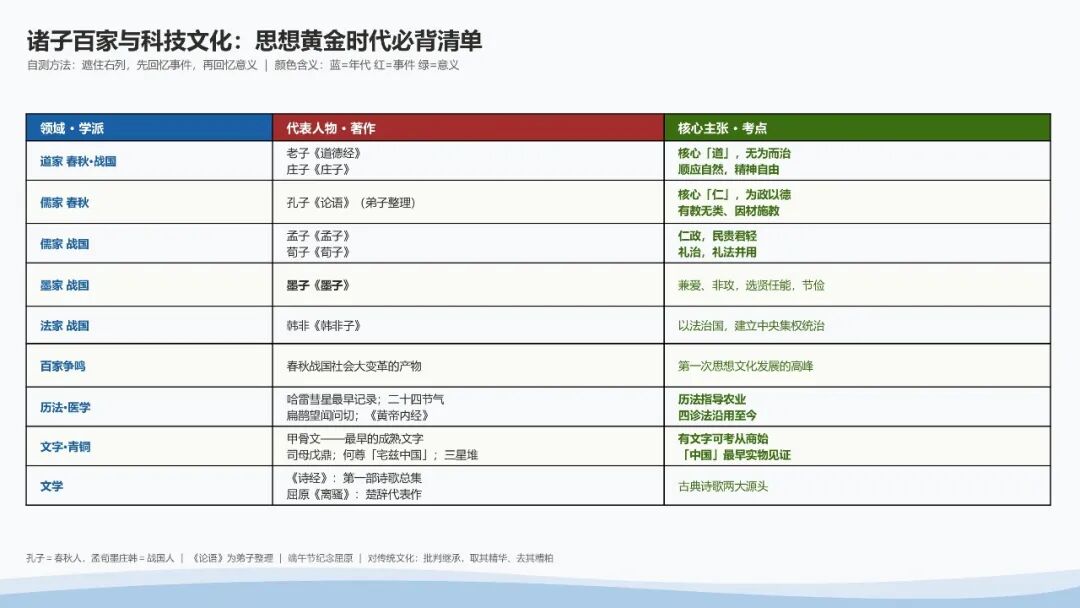 诸子百家与科技文化：思想黄金时代必背清单
自测方法：遮住右列，先回忆事件，再回忆意义 | 颜色含义：蓝=年代 红=事件 绿=意义
领域·学派
代表人物·著作
核心主张·考点
道家 春秋·战国
老子《道德经》
庄子《庄子》
核心「道」，无为而治
顺应自然，精神自由
儒家 春秋
孔子《论语》（弟子整理）
核心「仁」，为政以德
有教无类、因材施教
儒家 战国
孟子《孟子》
荀子《荀子》
仁政，民贵君轻
礼治，礼法并用
墨家 战国
墨子《墨子》
兼爱、非攻，选贤任能，节俭
法家 战国
韩非《韩非子》
以法治国，建立中央集权统治
百家争鸣
春秋战国社会大变革的产物
第一次思想文化发展的高峰
历法·医学
哈雷彗星最早记录；二十四节气
扁鹊望闻问切；《黄帝内经》
历法指导农业
四诊法沿用至今
文字·青铜
甲骨文——最早的成熟文字
司母戊鼎；何尊「宅兹中国」；三星堆
有文字可考从商始
「中国」最早实物见证
文学
《诗经》：第一部诗歌总集
屈原《离骚》：楚辞代表作
古典诗歌两大源头
孔子=春秋人，孟荀墨庄韩=战国人 | 《论语》为弟子整理 | 端午节纪念屈原 | 对传统文化：批判继承，取其精华、去其糟粕